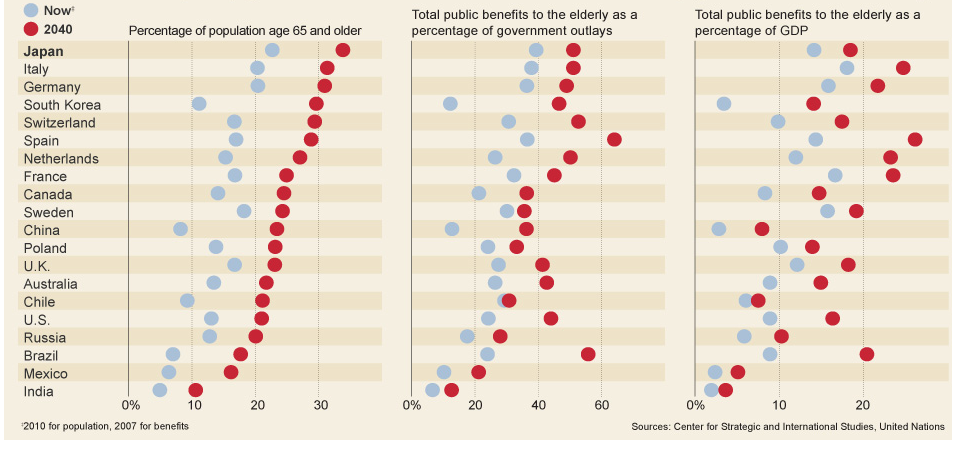 Now‡
2040
Percentage of population age 65 and older
Total public benefits to the elderly as a
percentage of government outlays
Total public benefits to the elderly as a
percentage of GDP
Japan
Italy
Germany
South Korea
Switzerland
Spain
Netherlands
France
Canada
Sweden
China
Poland
U.K.
Australia
Chile
U.S.
Russia
Brazil
Mexico
India
0% 10 20 30
0% 20 40 60
0% 10 20
‡2010 for population, 2007 for benefits
Sources: Center for Strategic and International Studies, United Nations